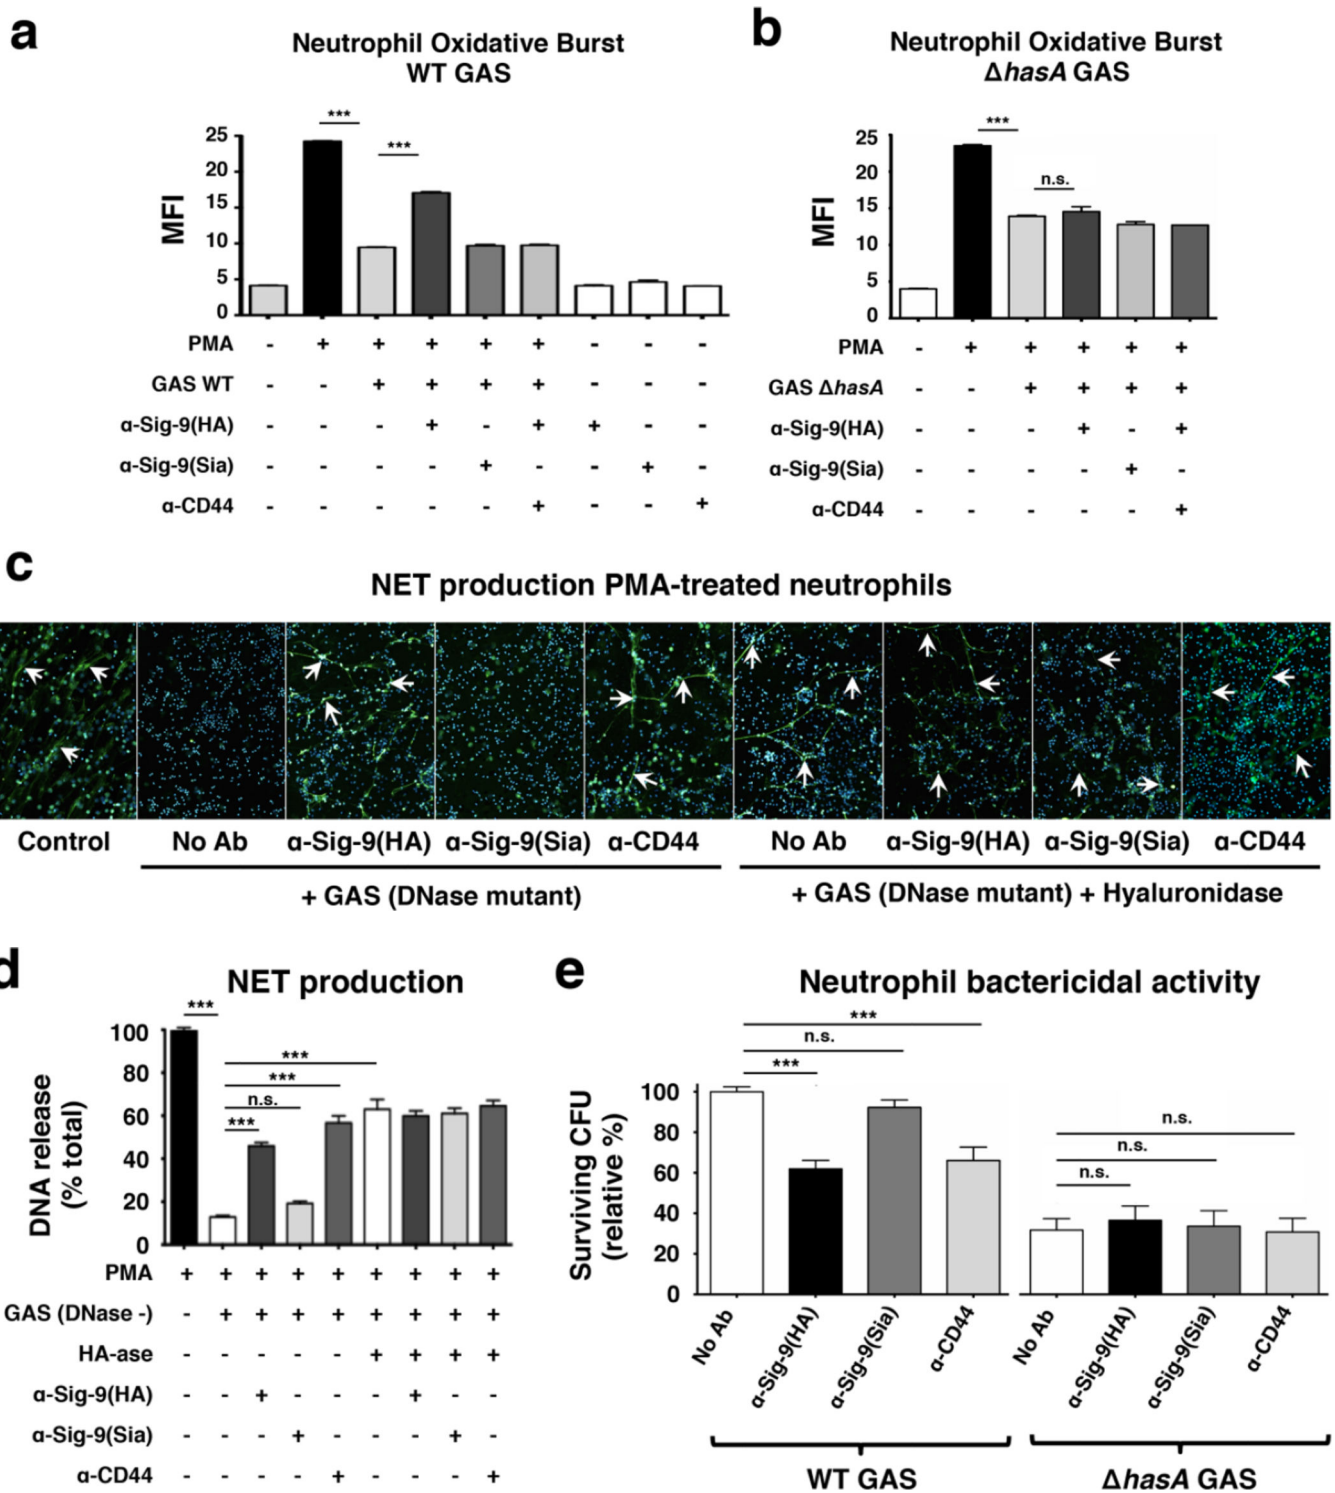 a
Neutrophil Oxidative Burst
WT GAS
***
***
25
20
15
10
5
0
MFI
PMA - + + + + + - - -
GAS WT - - + + + + - - -
α-Sig-9(HA) - - - + - + + - -
α-Sig-9(Sia) - - - - + - - + -
α-CD44 - - - - - + - - +
b
Neutrophil Oxidative Burst
ΔhasA GAS
***
n.s.
25
20
15
10
5
0
MFI
PMA - + + + + +
GAS ΔhasA - - + + + +
α-Sig-9(HA) - - - + - +
α-Sig-9(Sia) - - - - + -
α-CD44 - - - - - +
c
NET production PMA-treated neutrophils
Control No Ab α-Sig-9(HA) α-Sig-9(Sia) α-CD44 No Ab α-Sig-9(HA) α-Sig-9(Sia) α-CD44
+ GAS (DNase mutant) + GAS (DNase mutant) + Hyaluronidase
d
NET production
***
***
***
n.s.
***
100
80
60
40
20
0
DNA release
(% total)
PMA + + + + + + + + +
GAS (DNase -) - + + + + + + + +
HA-ase - - - - - + + + +
α-Sig-9(HA) - - + - - - + - -
α-Sig-9(Sia) - - - + - - - + -
α-CD44 - - - - + - - - +
e
Neutrophil bactericidal activity
***
n.s.
***
n.s.
n.s.
n.s.
100
80
60
40
20
0
Surviving CFU
(relative %)
No Ab α-Sig-9(HA) α-Sig-9(Sia) α-CD44 No Ab α-Sig-9(HA) α-Sig-9(Sia) α-CD44
WT GAS ΔhasA GAS